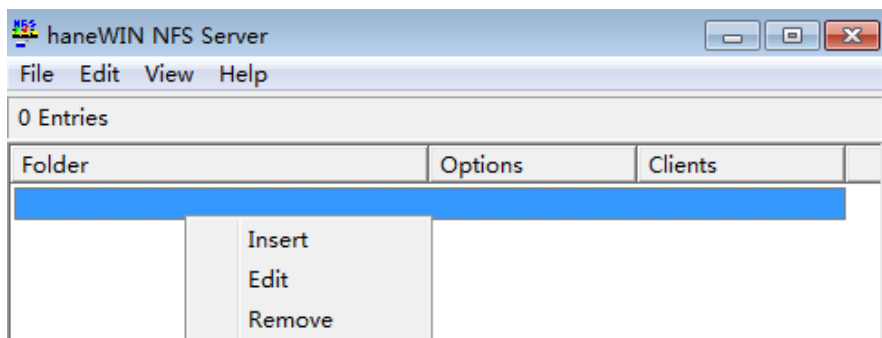 haneWIN NFS Server
File Edit View Help
0 Entries
Folder Options Clients
Insert
Edit
Remove